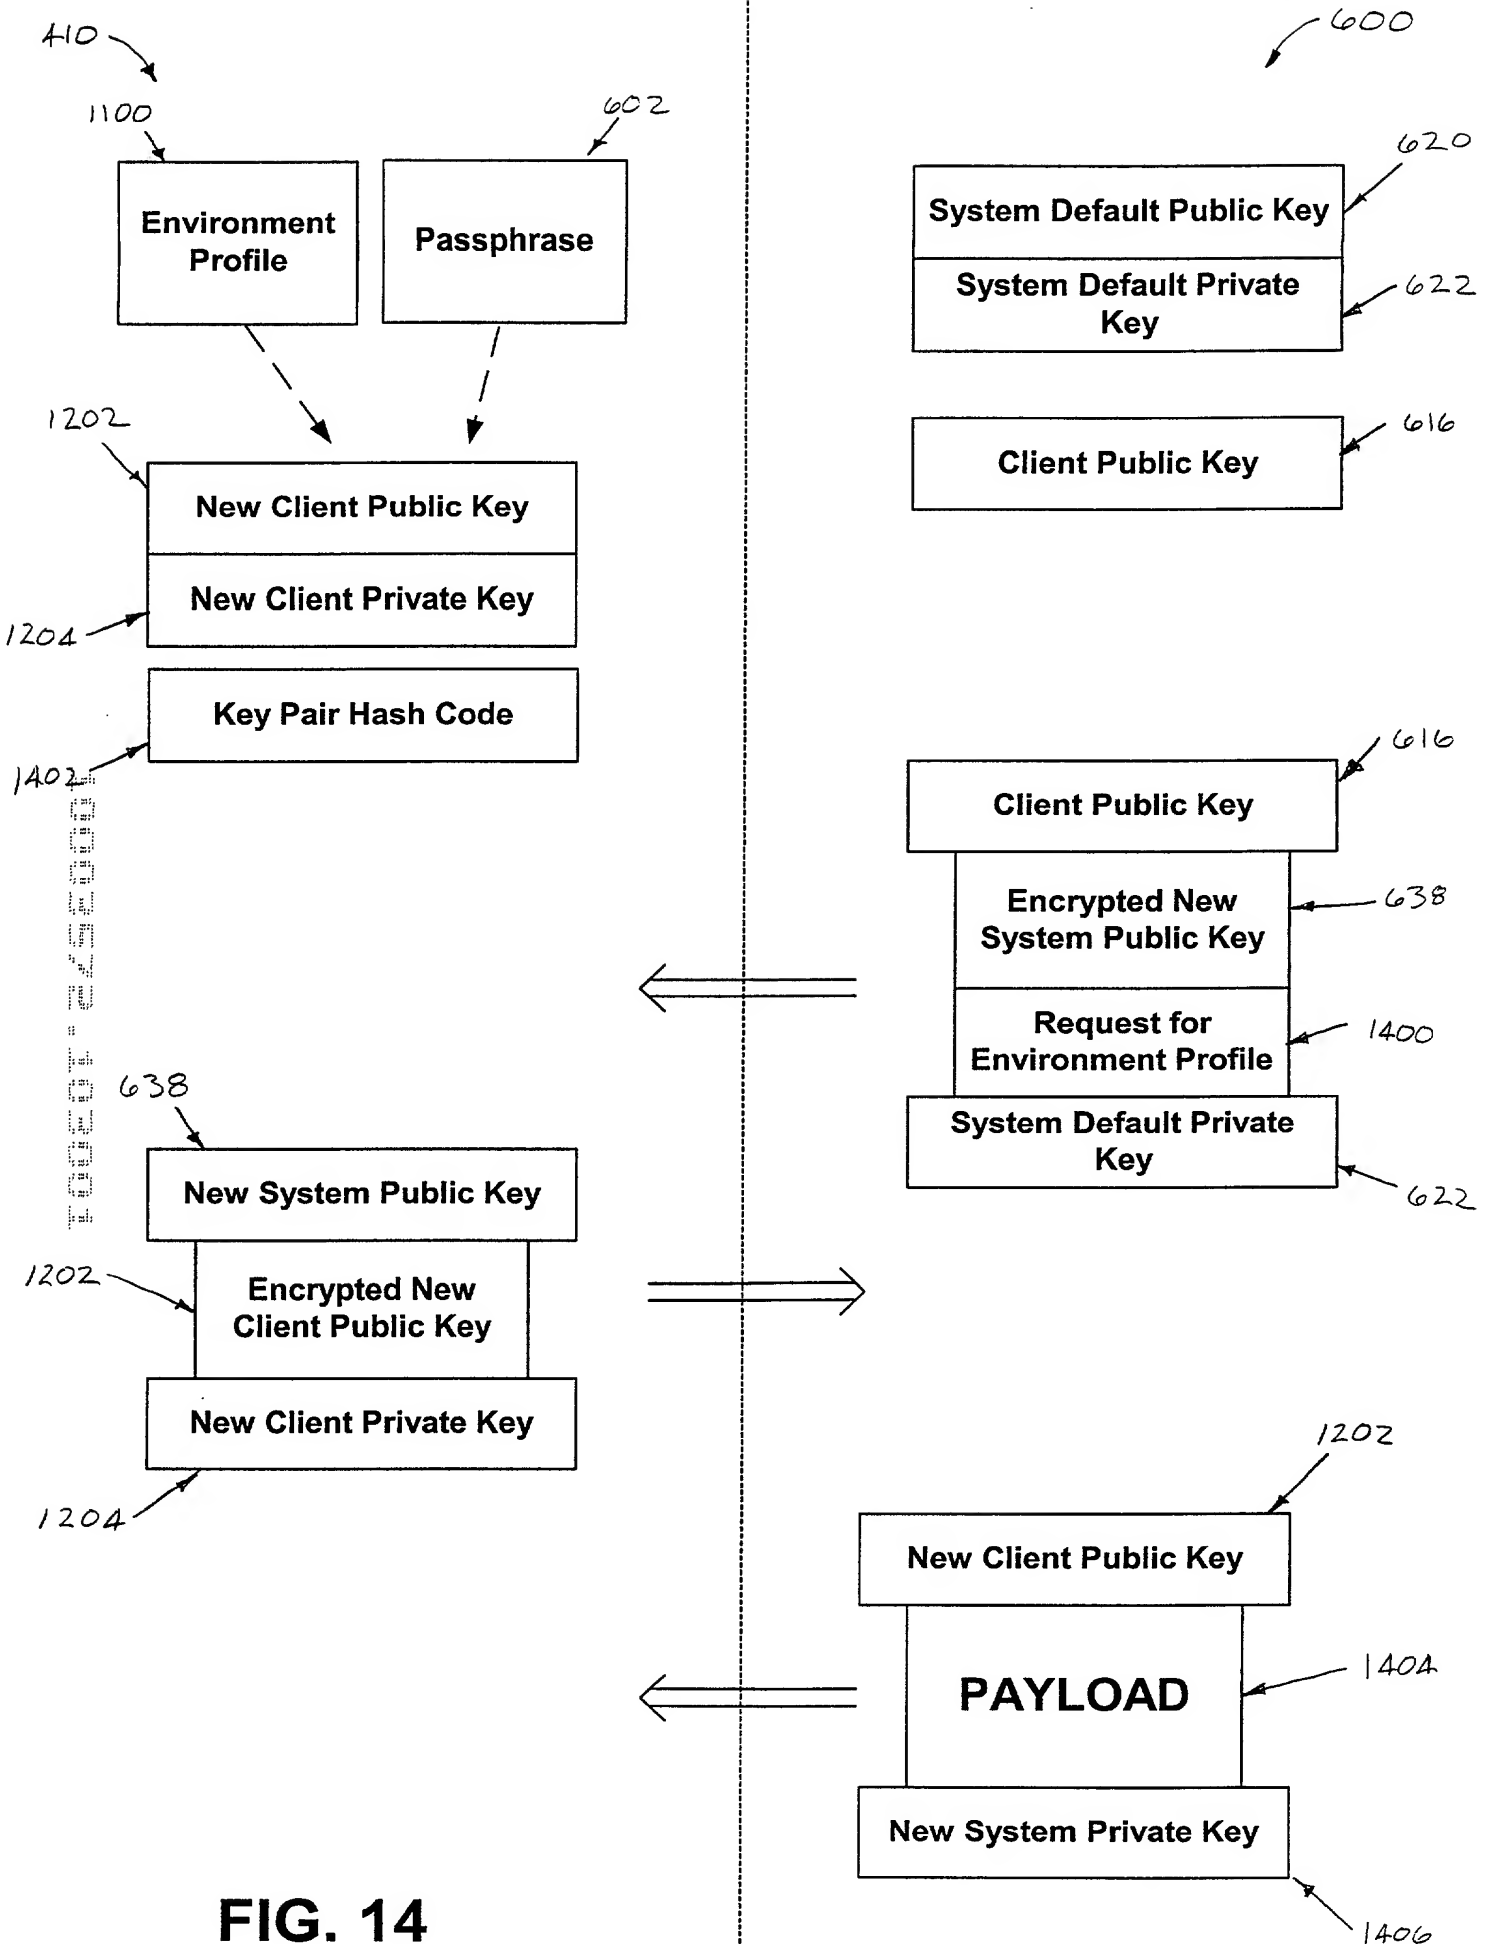 410
600
1100
602
Environment
Profile
Passphrase
620
System Default Public Key
System Default Private
Key
622
1202
New Client Public Key
616
Client Public Key
New Client Private Key
1204
Key Pair Hash Code
1402
616
Client Public Key
Encrypted New
System Public Key
638
Request for
Environment Profile
1400
System Default Private
Key
622
638
New System Public Key
1202
Encrypted New
Client Public Key
New Client Private Key
1204
1202
New Client Public Key
PAYLOAD
1404
New System Private Key
1406
FIG. 14